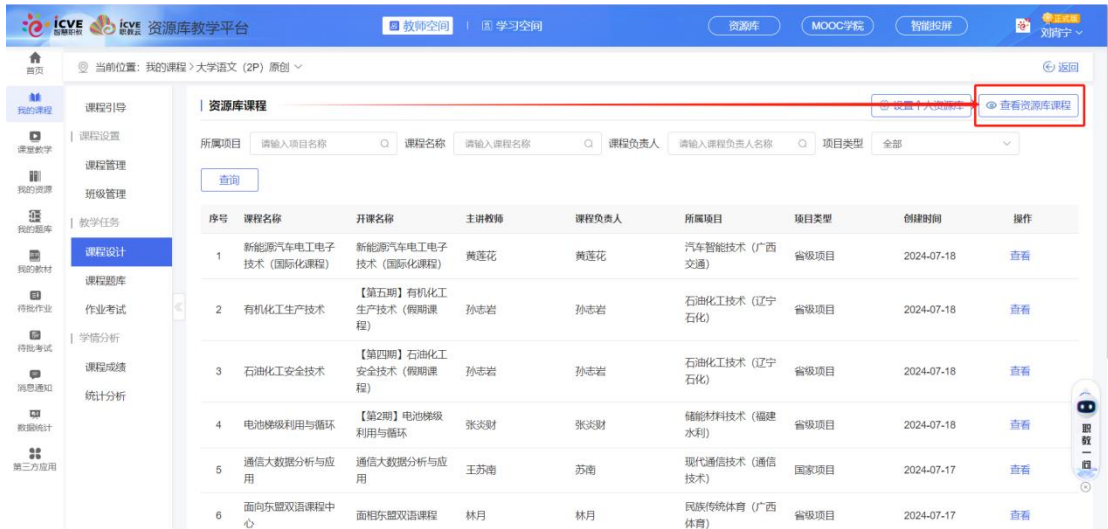 icve 智慧职教 icve 职教云 资源库教学平台
教师空间 学习空间
资源库 MOOC学院 智能投屏
正式版
刘肖宁
首页
我的课程
课堂教学
我的资源
我的题库
我的教材
待批作业
待批考试
消息通知
数据统计
第三方应用
当前位置：我的课程>大学语文（2P）原创
返回
课程引导
课程设置
课程管理
班级管理
教学任务
课程设计
课程题库
作业考试
学情分析
课程成绩
统计分析
资源库课程
设置个人资源库 查看资源库课程
所属项目 请输入项目名称 课程名称 请输入课程名称 课程负责人 请输入课程负责人名称 项目类型 全部
查询
序号 课程名称 开课名称 主讲教师 课程负责人 所属项目 项目类型 创建时间 操作
1 新能源汽车电工电子技术（国际化课程） 新能源汽车电工电子技术（国际化课程） 黄莲花 黄莲花 汽车智能技术（广西交通） 省级项目 2024-07-18 查看
2 有机化工生产技术 【第五期】有机化工生产技术（假期课程） 孙志岩 孙志岩 石油化工技术（辽宁石化） 省级项目 2024-07-18 查看
3 石油化工安全技术 【第四期】石油化工安全技术（假期课程） 孙志岩 孙志岩 石油化工技术（辽宁石化） 省级项目 2024-07-18 查看
4 电池梯级利用与循环 【第2期】电池梯级利用与循环 张炎财 张炎财 储能材料技术（福建水利） 省级项目 2024-07-18 查看
5 通信大数据分析与应用 通信大数据分析与应用 王苏南 苏南 现代通信技术（通信技术） 国家项目 2024-07-17 查看
6 面向东盟双语课程中心 面相东盟双语课程 林月 林月 民族传统体育（广西体育） 省级项目 2024-07-17 查看
职教一问